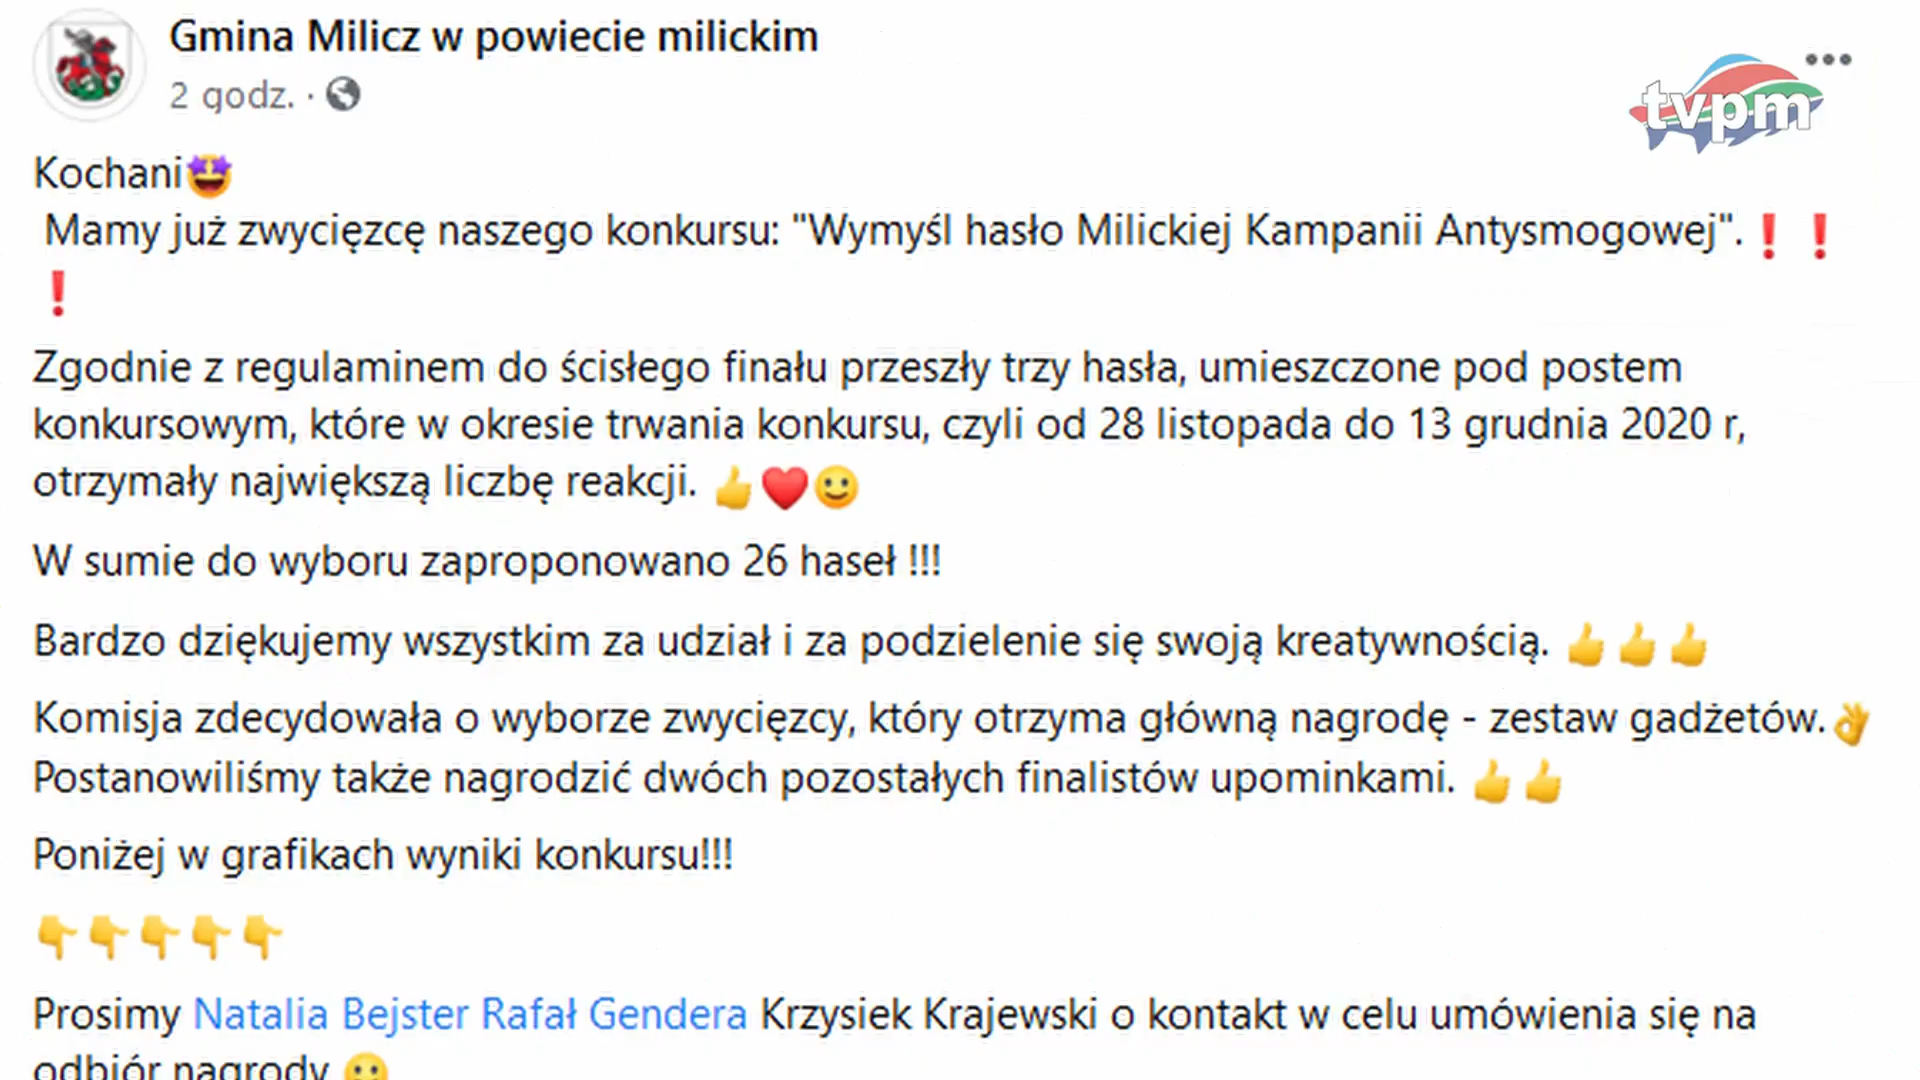 Gmina Milicz w powiecie milickim
2 godz. ·
tvpm
Kochani🤩
Mamy już zwycięzcę naszego konkursu: "Wymyśl hasło Milickiej Kampanii Antysmogowej".❗❗
❗
Zgodnie z regulaminem do ścisłego finału przeszły trzy hasła, umieszczone pod postem
konkursowym, które w okresie trwania konkursu, czyli od 28 listopada do 13 grudnia 2020 r,
otrzymały największą liczbę reakcji. 👍❤️🙂
W sumie do wyboru zaproponowano 26 haseł !!!
Bardzo dziękujemy wszystkim za udział i za podzielenie się swoją kreatywnością. 👍👍👍
Komisja zdecydowała o wyborze zwycięzcy, który otrzyma główną nagrodę - zestaw gadżetów.👌
Postanowiliśmy także nagrodzić dwóch pozostałych finalistów upominkami. 👍👍
Poniżej w grafikach wyniki konkursu!!!
👇👇👇👇👇
Prosimy Natalia Bejster Rafał Gendera Krzysiek Krajewski o kontakt w celu umówienia się na
odbiór nagrody 🙂